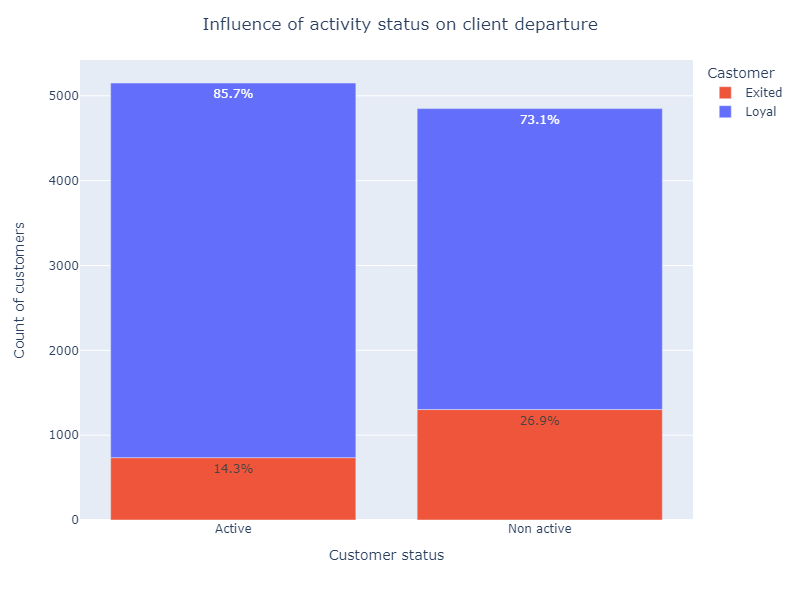 Influence of activity status on client departure
Castomer
Exited
Loyal
5000
4000
3000
2000
1000
0
Count of customers
85.7%
73.1%
14.3%
26.9%
Active
Non active
Customer status